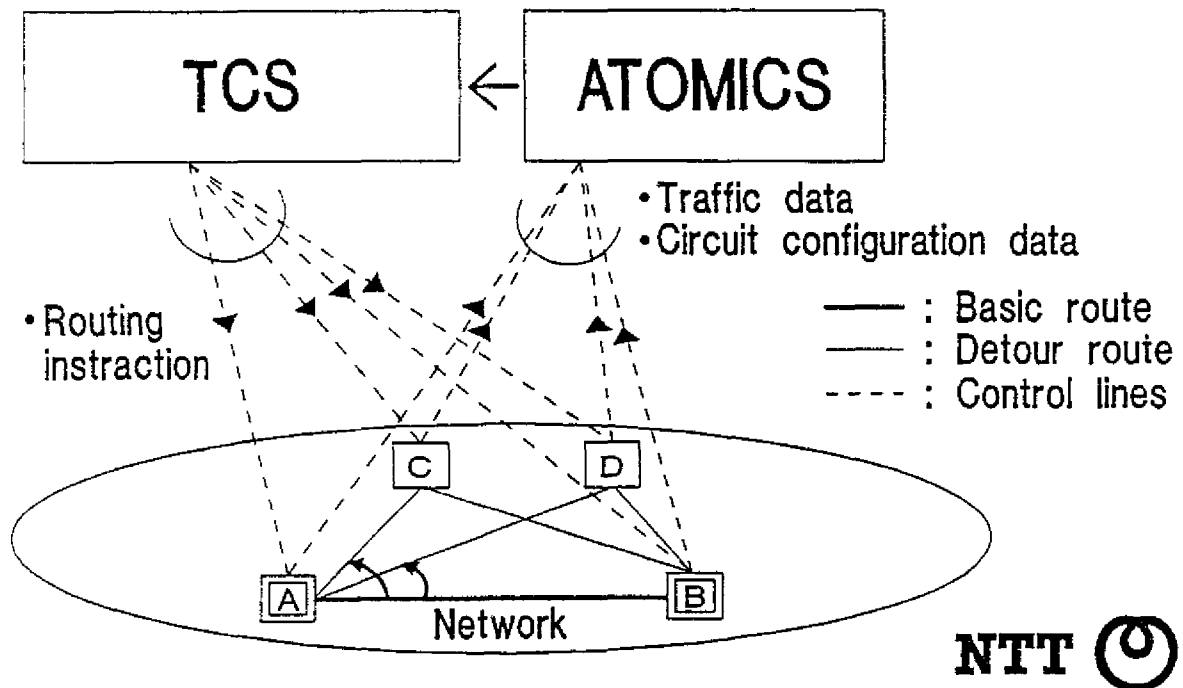 TCS
ATOMICS
•Traffic data
•Circuit configuration data
•Routing
instraction
: Basic route
: Detour route
: Control lines
C
D
A
B
Network
NTT